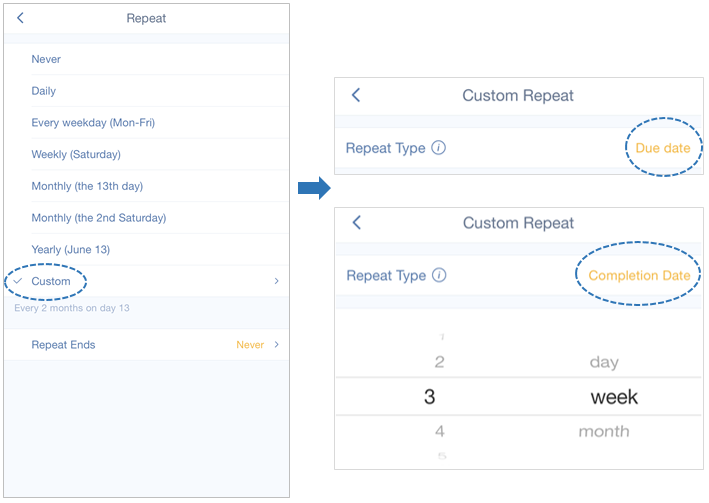 Repeat
Never
Daily
Every weekday (Mon-Fri)
Weekly (Saturday)
Monthly (the 13th day)
Monthly (the 2nd Saturday)
Yearly (June 13)
Custom
Every 2 months on day 13
Repeat Ends Never
Custom Repeat
Repeat Type i Due date
Custom Repeat
Repeat Type i Completion Date
1
2 day
3 week
4 month
5